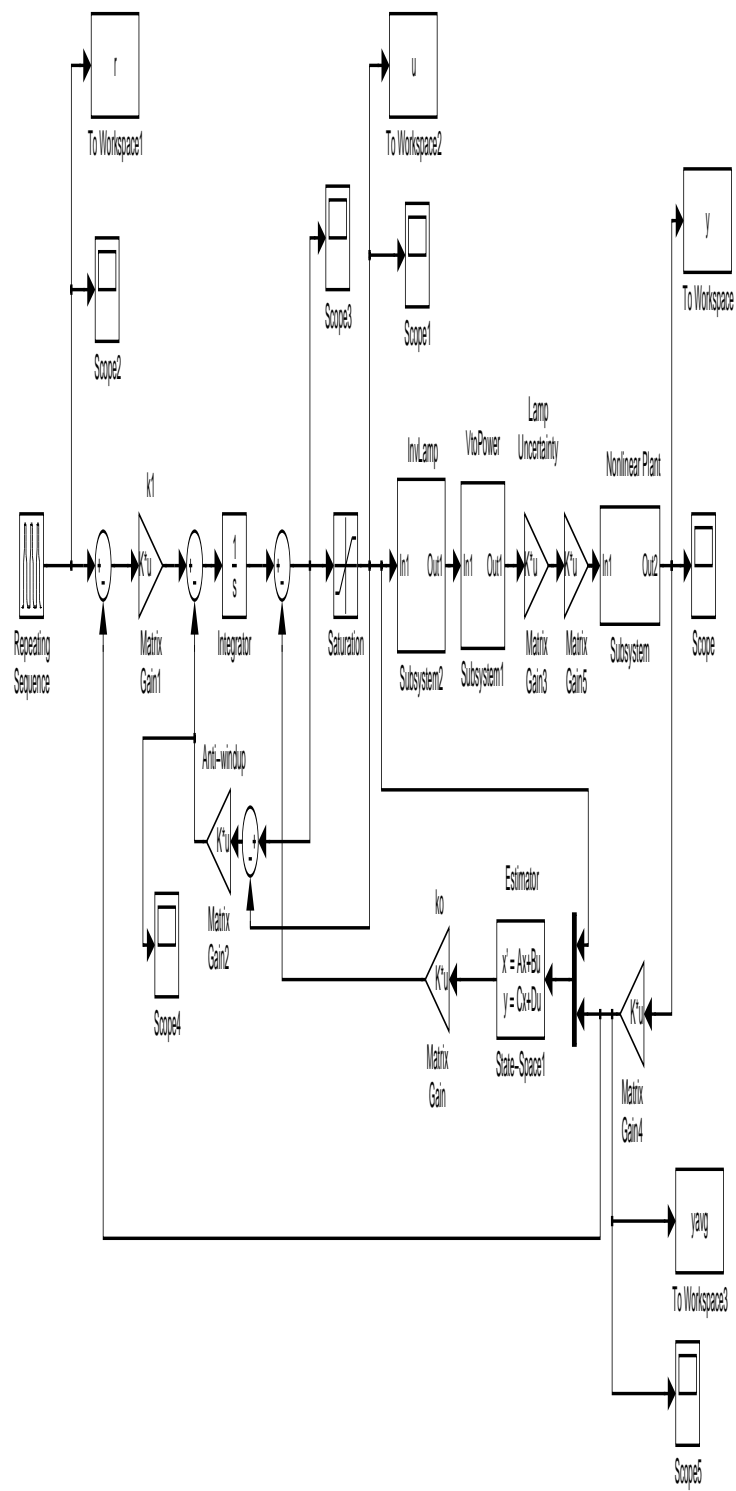 r
To Workspace1
u
To Workspace2
y
To Workspace
Scope3
Scope1
Scope2
Lamp
Uncertainty
InvLamp
VtoPower
Nonlinear Plant
k1
+
-
K*u
+
-
1
s
+
-
In1
Out1
In1
Out1
K*u
K*u
In1
Out2
Repeating
Sequence
Matrix
Gain1
Integrator
Saturation
Subsystem2
Subsystem1
Matrix
Gain3
Matrix
Gain5
Subsystem
Scope
Anti-windup
K*u
+
-
Matrix
Gain2
Scope4
ko
Estimator
K*u
x' = Ax+Bu
y = Cx+Du
K*u
Matrix
Gain
State-Space1
Matrix
Gain4
yavg
To Workspace3
Scope5